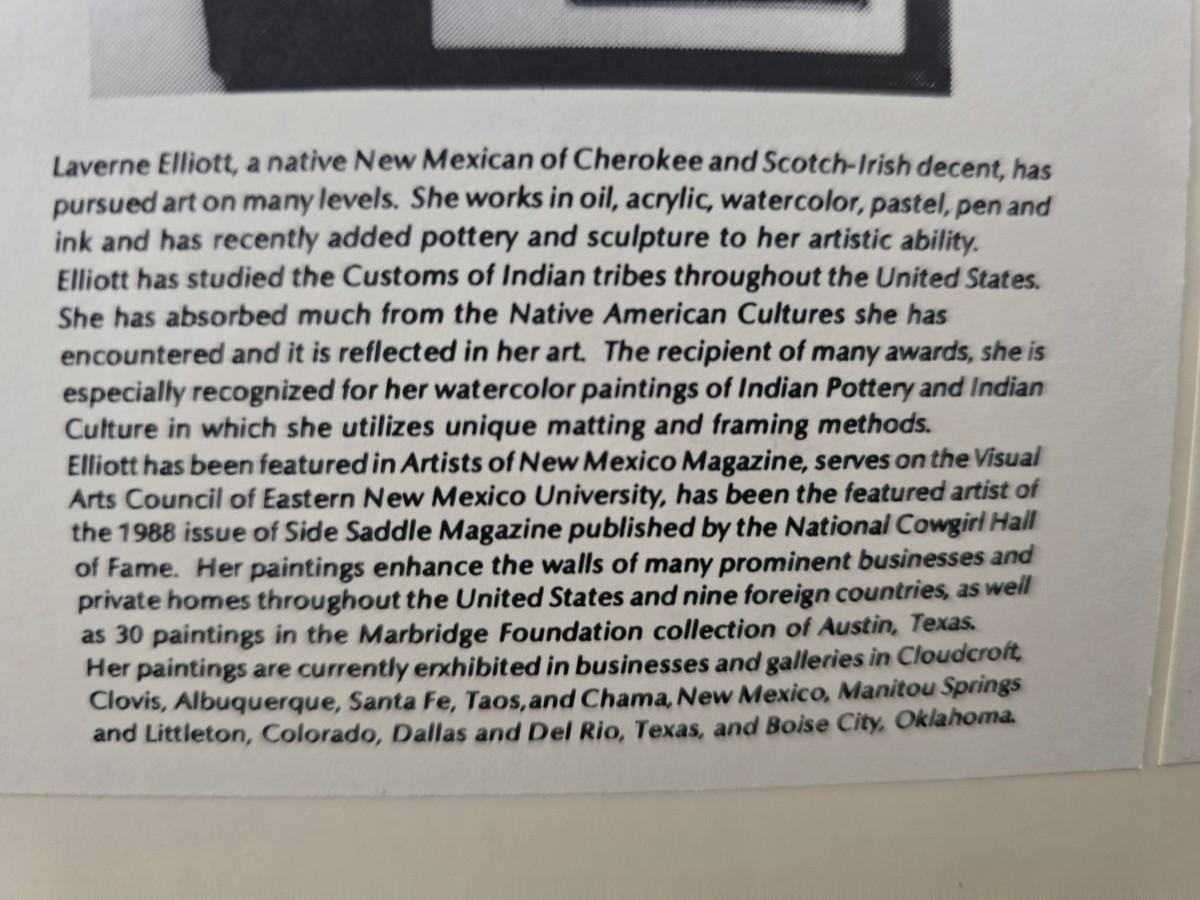 Laverne Elliott, a native New Mexican of Cherokee and Scotch-Irish decent, has
pursued art on many levels. She works in oil, acrylic, watercolor, pastel, pen and
ink and has recently added pottery and sculpture to her artistic ability.
Elliott has studied the Customs of Indian tribes throughout the United States.
She has absorbed much from the Native American Cultures she has
encountered and it is reflected in her art. The recipient of many awards, she is
especially recognized for her watercolor paintings of Indian Pottery and Indian
Culture in which she utilizes unique matting and framing methods.
Elliott has been featured in Artists of New Mexico Magazine, serves on the Visual
Arts Council of Eastern New Mexico University, has been the featured artist of
the 1988 issue of Side Saddle Magazine published by the National Cowgirl Hall
of Fame. Her paintings enhance the walls of many prominent businesses and
private homes throughout the United States and nine foreign countries, as well
as 30 paintings in the Marbridge Foundation collection of Austin, Texas.
Her paintings are currently erxhibited in businesses and galleries in Cloudcroft,
Clovis, Albuquerque, Santa Fe, Taos,and Chama, New Mexico, Manitou Springs
and Littleton, Colorado, Dallas and Del Rio, Texas, and Boise City, Oklahoma.